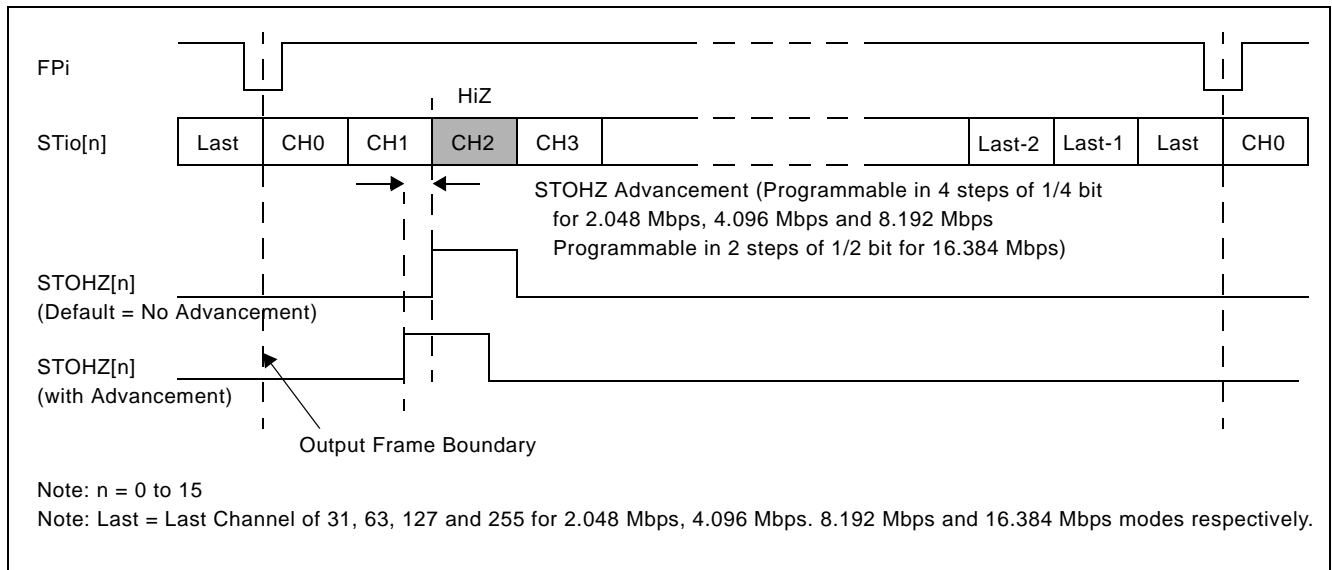 FPi
HiZ
STio[n]
Last CH0 CH1 CH2 CH3 Last-2 Last-1 Last CH0
STOHZ Advancement (Programmable in 4 steps of 1/4 bit
for 2.048 Mbps, 4.096 Mbps and 8.192 Mbps
Programmable in 2 steps of 1/2 bit for 16.384 Mbps)
STOHZ[n]
(Default = No Advancement)
STOHZ[n]
(with Advancement)
Output Frame Boundary
Note: n = 0 to 15
Note: Last = Last Channel of 31, 63, 127 and 255 for 2.048 Mbps, 4.096 Mbps. 8.192 Mbps and 16.384 Mbps modes respectively.